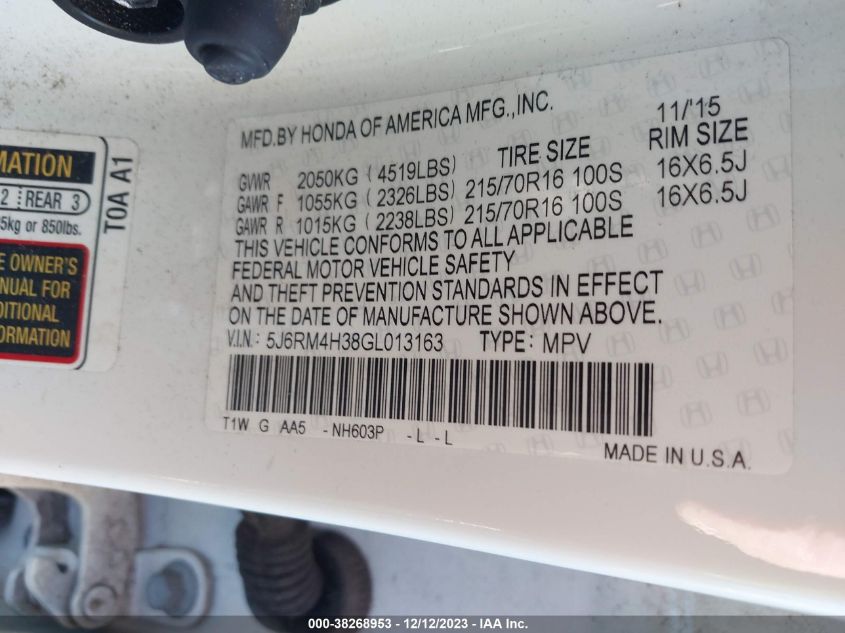 MFD.BY HONDA OF AMERICA MFG.,INC. 11/'15
TIRE SIZE RIM SIZE
GVWR 2050KG (4519LBS)
GAWR F 1055KG (2326LBS) 215/70R16 100S 16X6.5J
GAWR R 1015KG (2238LBS) 215/70R16 100S 16X6.5J
THIS VEHICLE CONFORMS TO ALL APPLICABLE
FEDERAL MOTOR VEHICLE SAFETY
AND THEFT PREVENTION STANDARDS IN EFFECT
ON THE DATE OF MANUFACTURE SHOWN ABOVE.
V.I.N.: 5J6RM4H38GL013163 TYPE: MPV
T1W G AA5 -NH603P -L -L
MADE IN U.S.A.
MATION
2 REAR 3
5kg or 850lbs.
E OWNER'S
NUAL FOR
DITIONAL
ORMATION
T0A A1
000-38268953 - 12/12/2023 - IAA Inc.